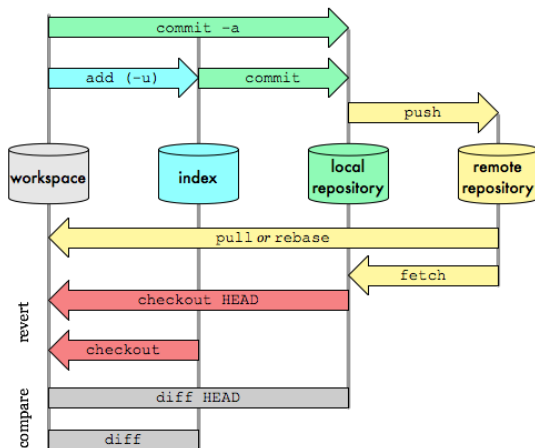 commit -a
add (-u)
commit
push
workspace
index
local
repository
remote
repository
pull or rebase
fetch
revert
checkout HEAD
checkout
compare
diff HEAD
diff